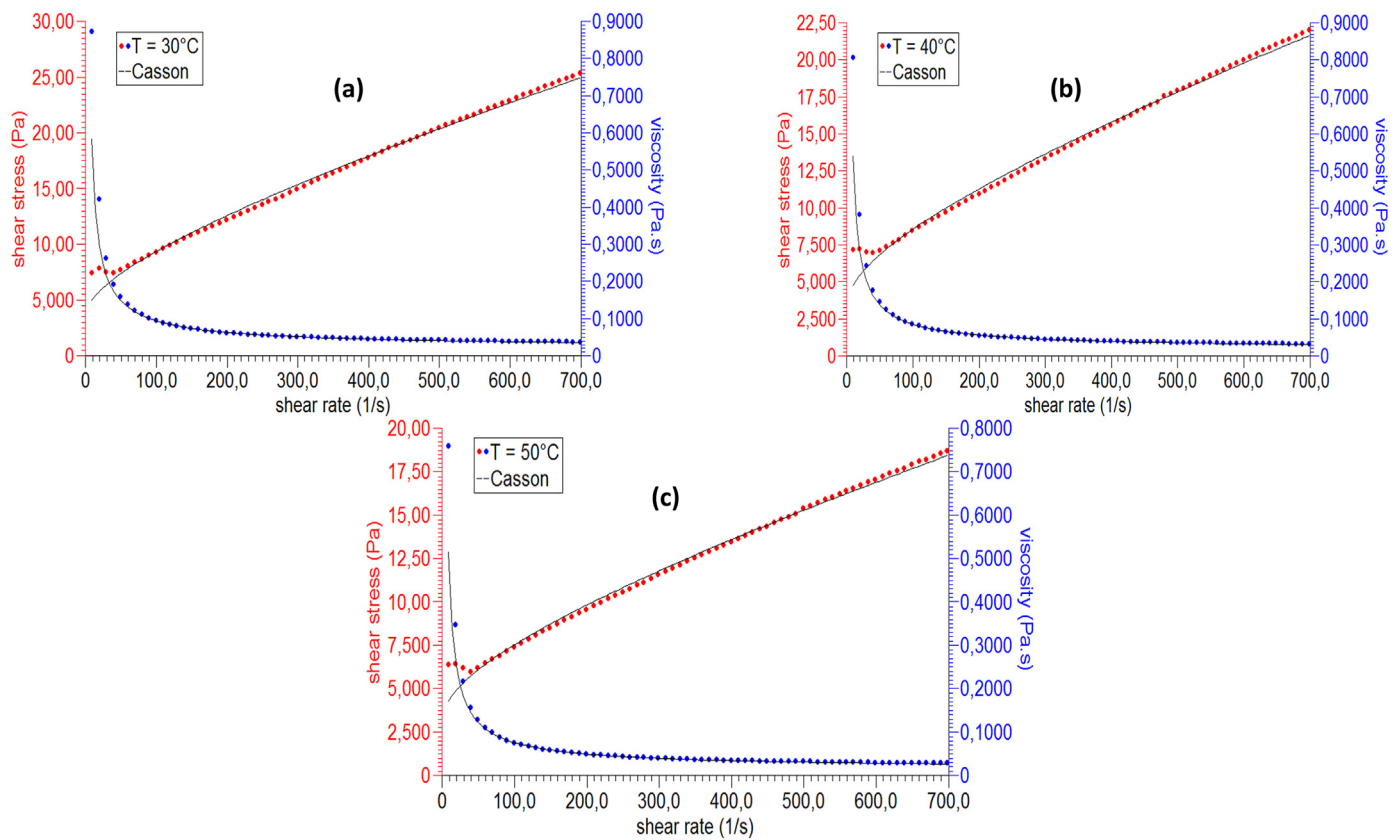 30,00
25,00
20,00
15,00
10,00
5,000
0
shear stress (Pa)
T = 30°C
Casson
(a)
0,9000
0,8000
0,7000
0,6000
0,5000
0,4000
0,3000
0,2000
0,1000
0
viscosity (Pa.s)
0 100,0 200,0 300,0 400,0 500,0 600,0 700,0
shear rate (1/s)
22,50
20,00
17,50
15,00
12,50
10,00
7,500
5,000
2,500
0
shear stress (Pa)
T = 40°C
Casson
(b)
0,9000
0,8000
0,7000
0,6000
0,5000
0,4000
0,3000
0,2000
0,1000
0
viscosity (Pa.s)
0 100,0 200,0 300,0 400,0 500,0 600,0 700,0
shear rate (1/s)
20,00
17,50
15,00
12,50
10,00
7,500
5,000
2,500
0
shear stress (Pa)
T = 50°C
Casson
(c)
0,8000
0,7000
0,6000
0,5000
0,4000
0,3000
0,2000
0,1000
0
viscosity (Pa.s)
0 100,0 200,0 300,0 400,0 500,0 600,0 700,0
shear rate (1/s)